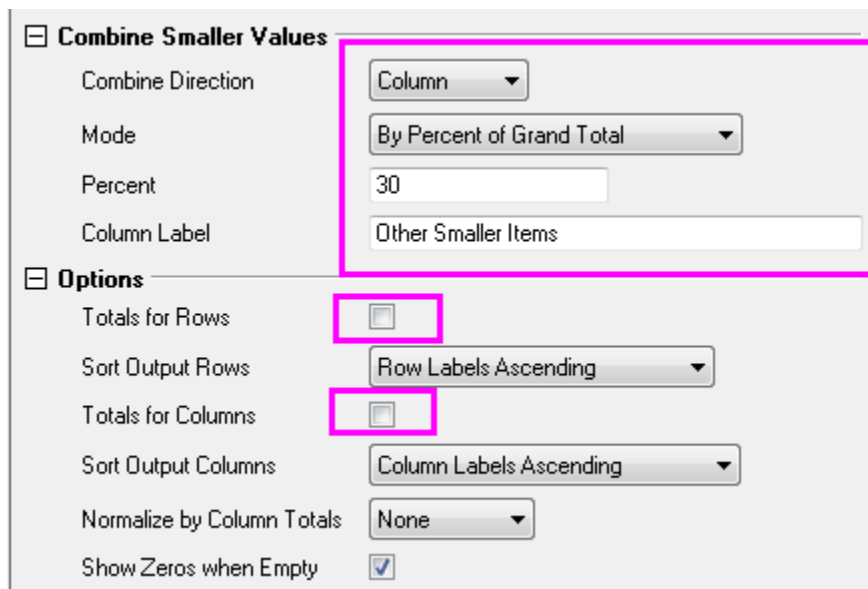 Combine Smaller Values
Combine Direction Column
Mode By Percent of Grand Total
Percent 30
Column Label Other Smaller Items
Options
Totals for Rows
Sort Output Rows Row Labels Ascending
Totals for Columns
Sort Output Columns Column Labels Ascending
Normalize by Column Totals None
Show Zeros when Empty